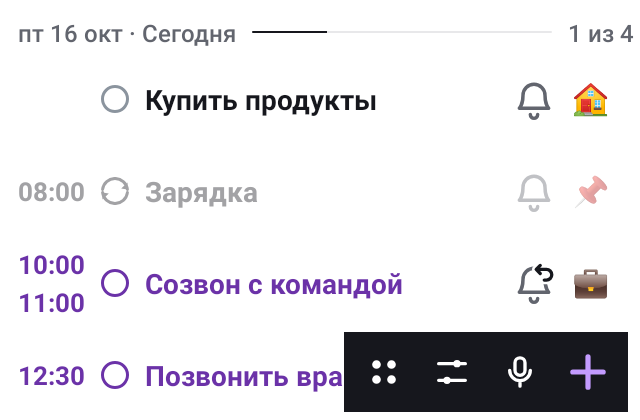 пт 16 окт · Сегодня 1 из 4
Купить продукты
08:00 Зарядка
10:00
11:00 Созвон с командой
12:30 Позвонить